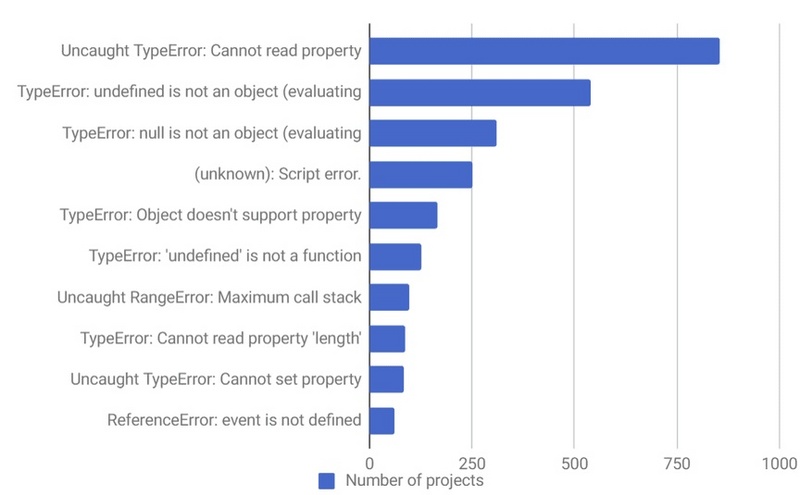 Uncaught TypeError: Cannot read property
TypeError: undefined is not an object (evaluating
TypeError: null is not an object (evaluating
(unknown): Script error.
TypeError: Object doesn't support property
TypeError: 'undefined' is not a function
Uncaught RangeError: Maximum call stack
TypeError: Cannot read property 'length'
Uncaught TypeError: Cannot set property
ReferenceError: event is not defined
0 250 500 750 1000
Number of projects